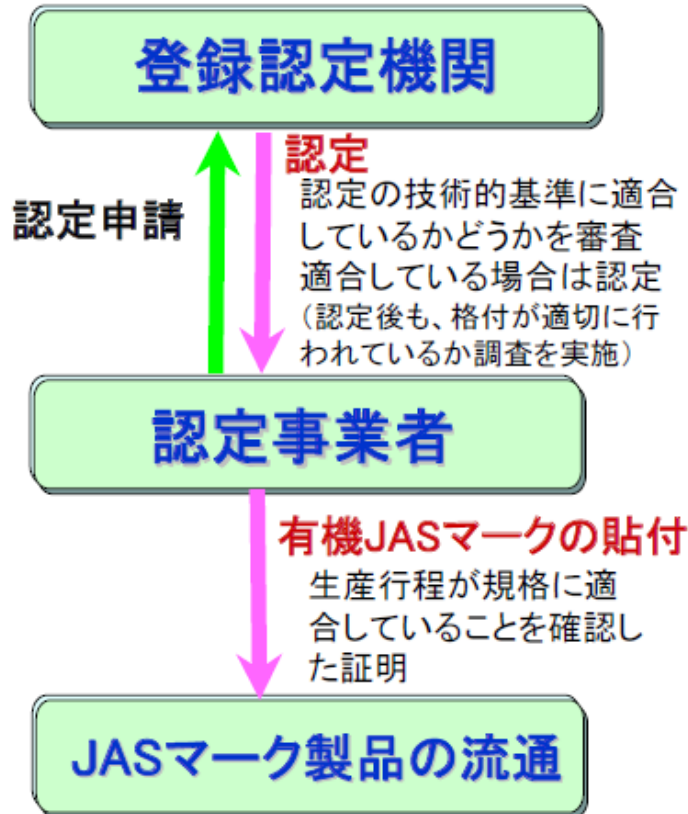 登録認定機関
認定
認定申請
認定の技術的基準に適合
しているかどうかを審査
適合している場合は認定
（認定後も、格付が適切に行
われているか調査を実施）
認定事業者
有機JASマークの貼付
生産行程が規格に適
合していることを確認し
た証明
JASマーク製品の流通